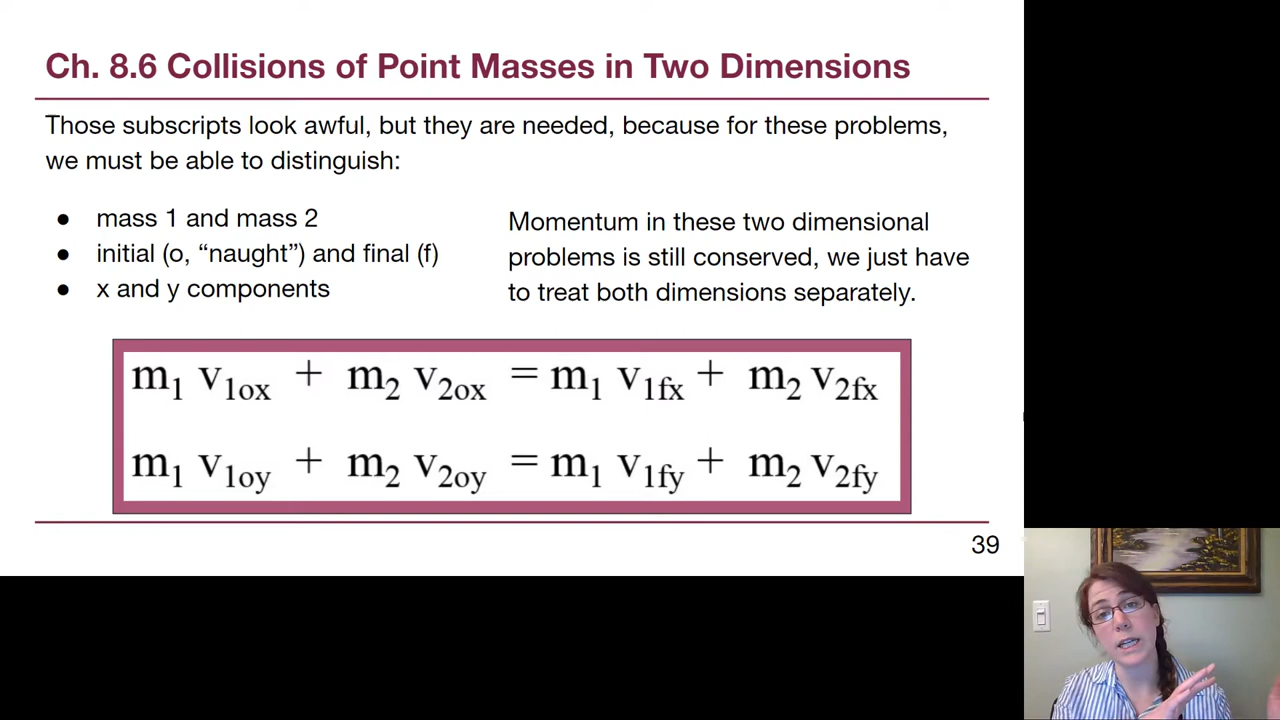 Ch. 8.6 Collisions of Point Masses in Two Dimensions
Those subscripts look awful, but they are needed, because for these problems,
we must be able to distinguish:
● mass 1 and mass 2
● initial (o, “naught”) and final (f)
● x and y components
Momentum in these two dimensional
problems is still conserved, we just have
to treat both dimensions separately.
m₁ v₁ₒₓ + m₂ v₂ₒₓ = m₁ v₁fx + m₂ v₂fx
m₁ v₁oy + m₂ v₂oy = m₁ v₁fy + m₂ v₂fy
39